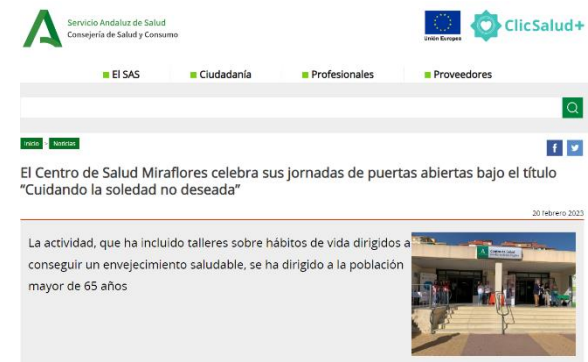 Servicio Andaluz de Salud
Consejería de Salud y Consumo
Unión Europea
ClicSalud+
El SAS
Ciudadanía
Profesionales
Proveedores
Inicio > Noticias
El Centro de Salud Miraflores celebra sus jornadas de puertas abiertas bajo el título
“Cuidando la soledad no deseada”
20 febrero 2023
La actividad, que ha incluido talleres sobre hábitos de vida dirigidos a
conseguir un envejecimiento saludable, se ha dirigido a la población
mayor de 65 años